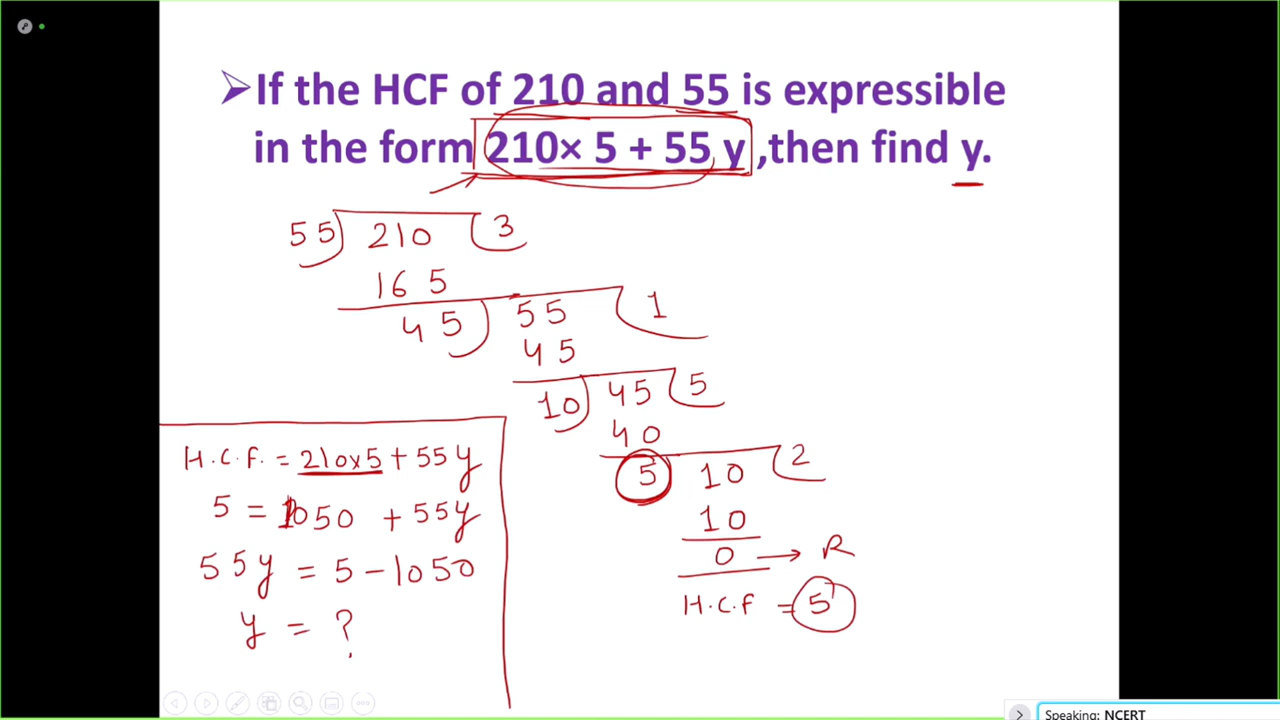 ➢If the HCF of 210 and 55 is expressible
in the form 210× 5 + 55 y ,then find y.
55) 210 (3
165
45) 55 (1
45
10) 45 (5
40
5) 10 (2
10
0 → R
H.C.F = 5
H.C.F. = 210x5 + 55y
5 = 1050 + 55y
55y = 5 - 1050
y = ?
Speaking: NCERT